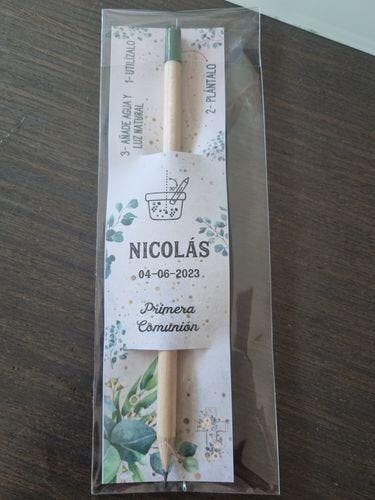 1- UTILÍZALO
2- PLÁNTALO
3- AÑADE AGUA Y
LUZ NATURAL
NICOLÁS
04-06-2023
Primera
Comunión